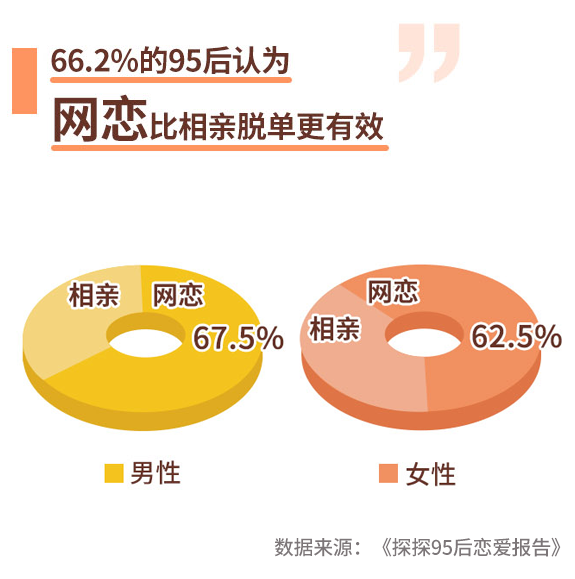 66.2%的95后认为
网恋比相亲脱单更有效
相亲 网恋
67.5%
网恋
相亲
62.5%
男性
女性
数据来源：《探探95后恋爱报告》